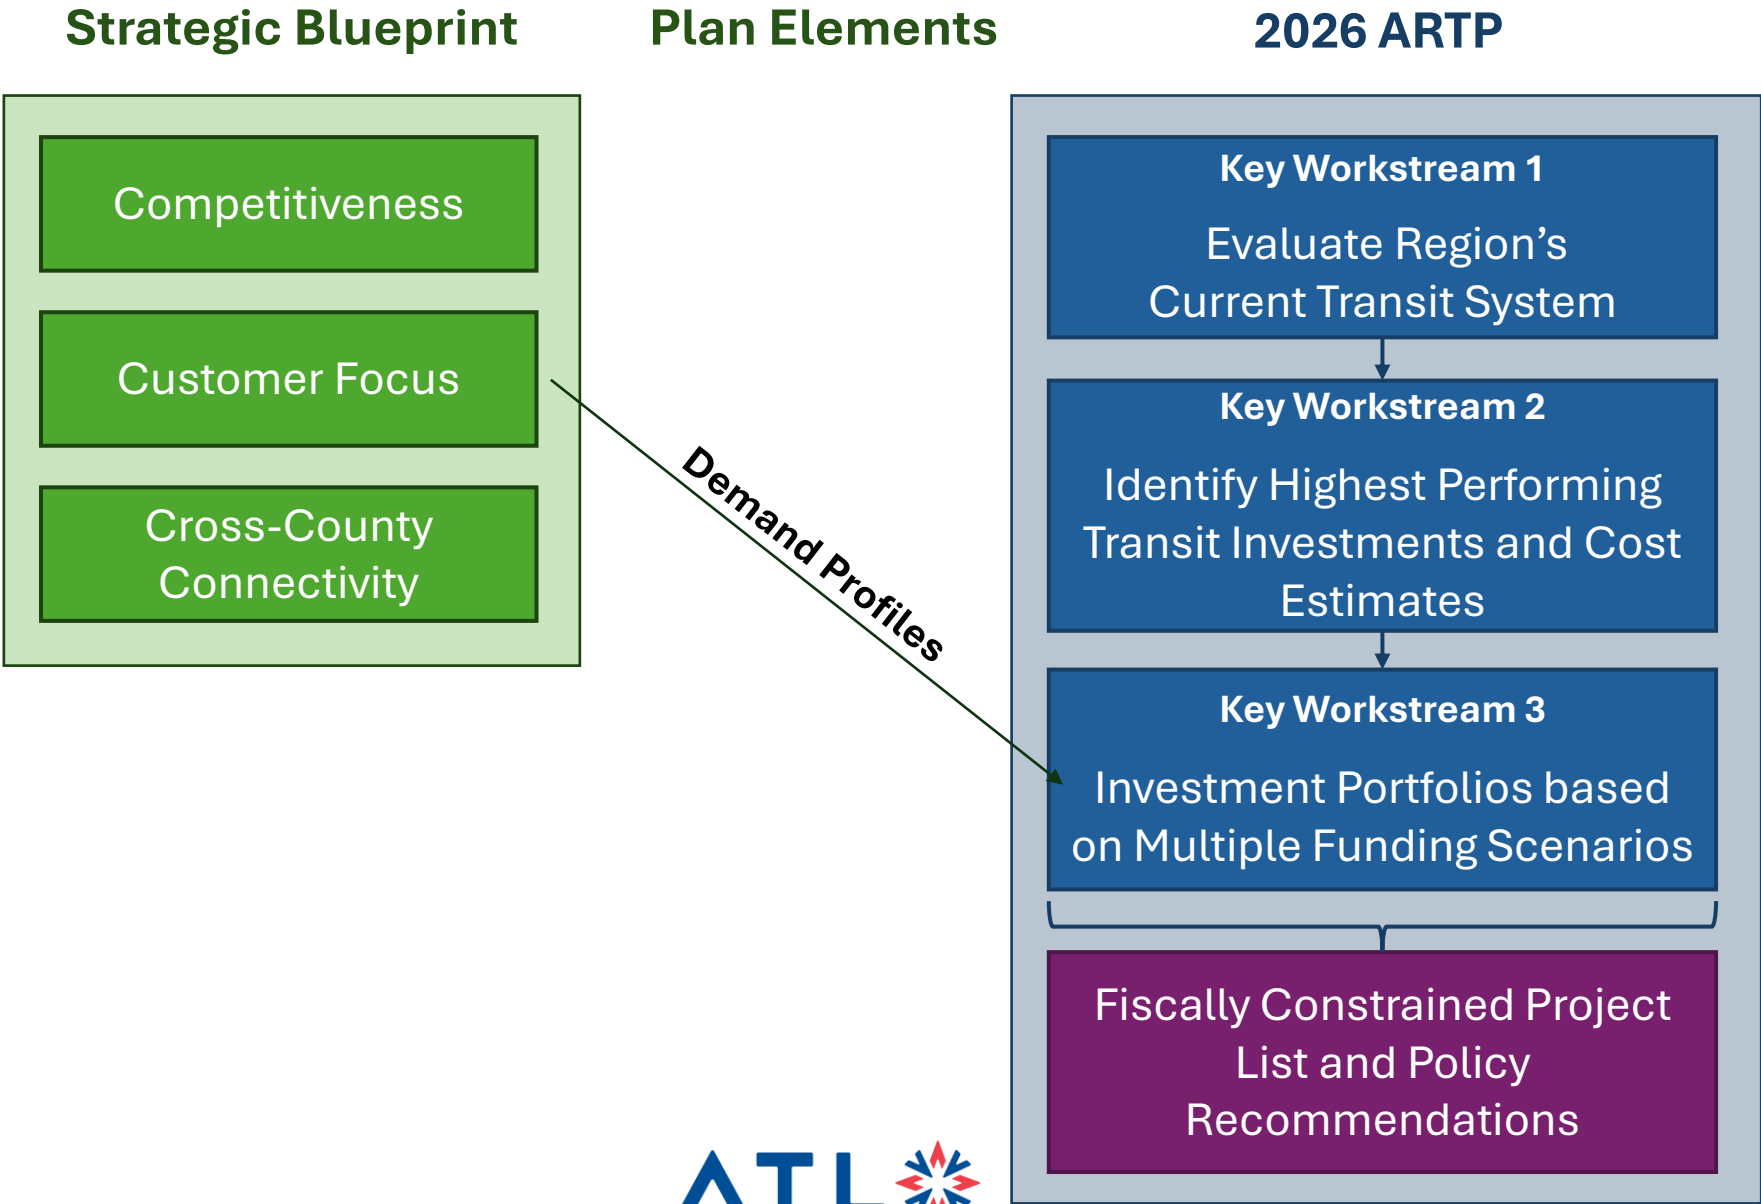 Strategic Blueprint
Plan Elements
2026 ARTP
Competitiveness
Customer Focus
Cross-County
Connectivity
Demand Profiles
Key Workstream 1
Evaluate Region’s
Current Transit System
Key Workstream 2
Identify Highest Performing
Transit Investments and Cost
Estimates
Key Workstream 3
Investment Portfolios based
on Multiple Funding Scenarios
Fiscally Constrained Project
List and Policy
Recommendations
ATL